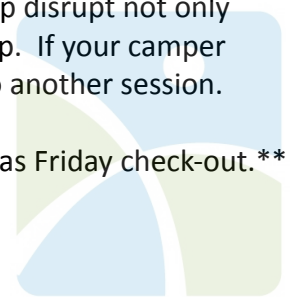 p disrupt not only
p. If your camper
o another session.
as Friday check-out.**